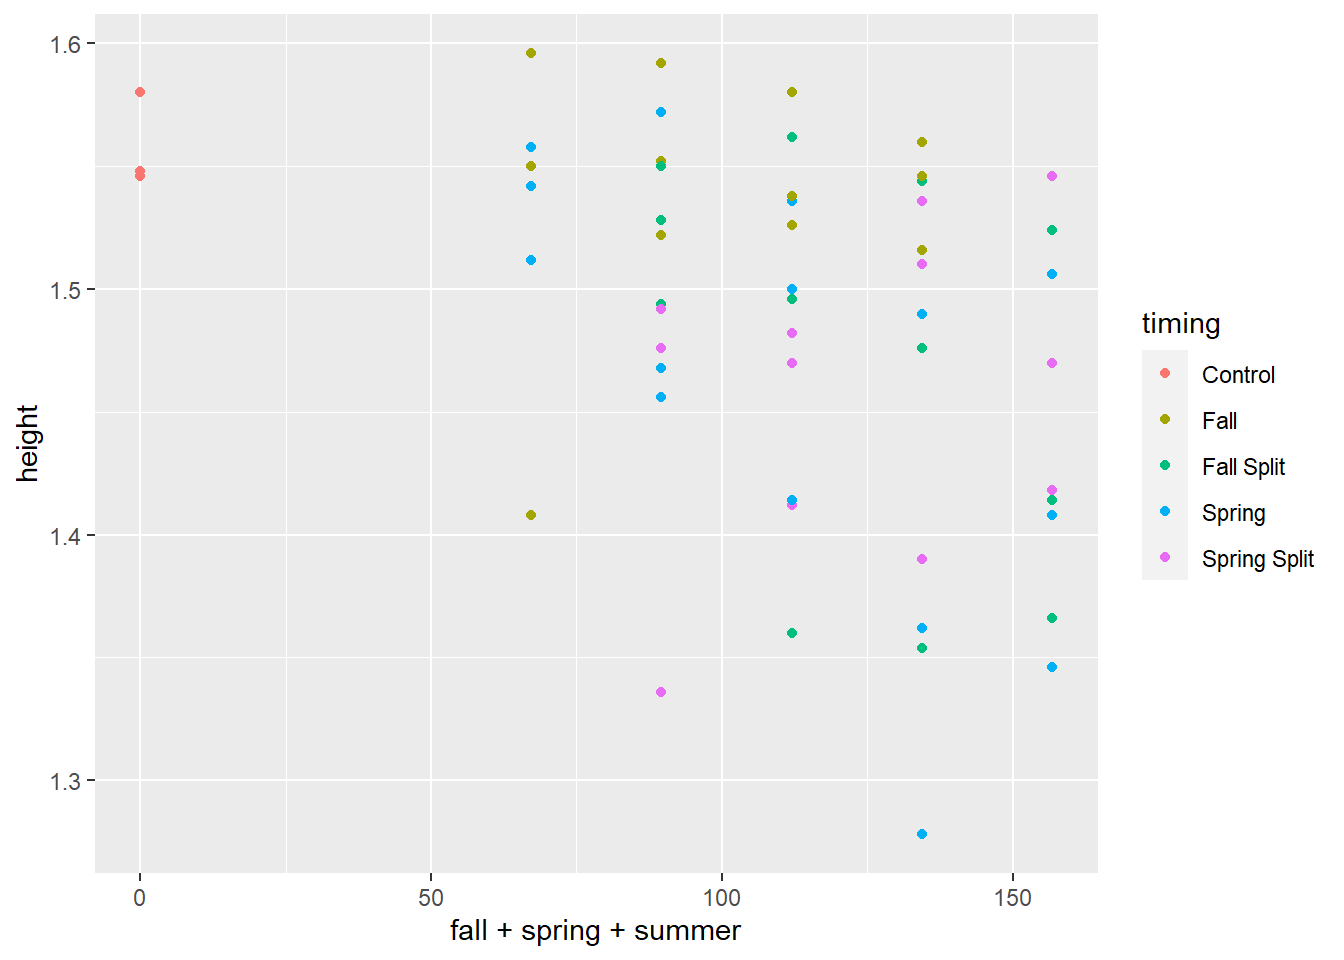 1.6
1.5
1.4
1.3
height
0 50 100 150
fall + spring + summer
timing
Control
Fall
Fall Split
Spring
Spring Split